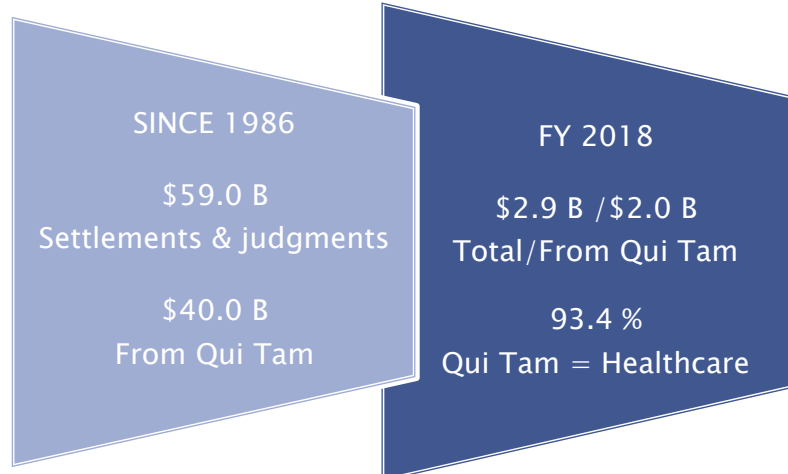 SINCE 1986
$59.0 B
Settlements & judgments
$40.0 B
From Qui Tam
FY 2018
$2.9 B /$2.0 B
Total/From Qui Tam
93.4 %
Qui Tam = Healthcare